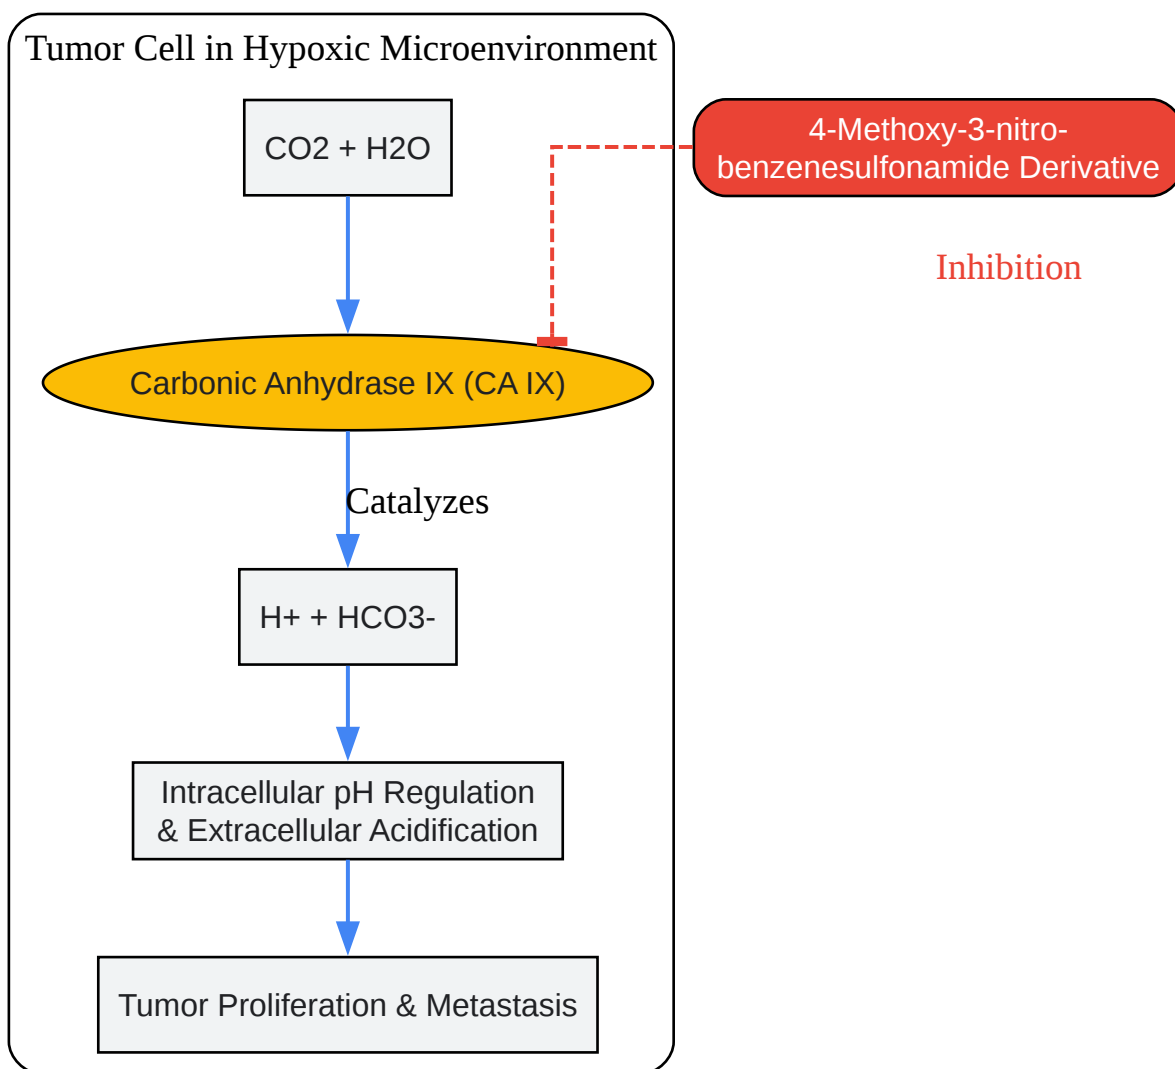 Tumor Cell in Hypoxic Microenvironment
CO2 + H2O
4-Methoxy-3-nitro-
benzenesulfonamide Derivative
Inhibition
Carbonic Anhydrase IX (CA IX)
Catalyzes
H+ + HCO3-
Intracellular pH Regulation
& Extracellular Acidification
Tumor Proliferation & Metastasis